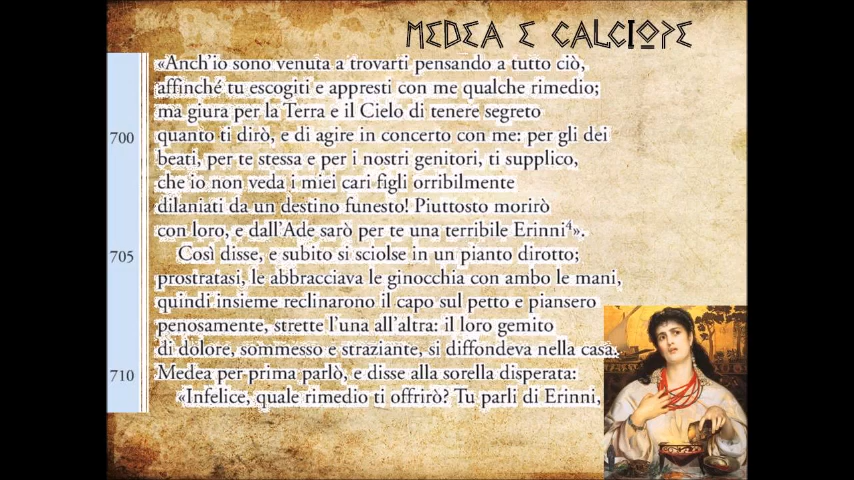 MEDEA E CALCIOPE
«Anch'io sono venuta a trovarti pensando a tutto ciò,
affinché tu escogiti e appresti con me qualche rimedio;
ma giura per la Terra e il Cielo di tenere segreto
700 quanto ti dirò, e di agire in concerto con me: per gli dei
beati, per te stessa e per i nostri genitori, ti supplico,
che io non veda i miei cari figli orribilmente
dilaniati da un destino funesto! Piuttosto morirò
con loro, e dall'Ade sarò per te una terribile Erinni⁴».
705 Così disse, e subito si sciolse in un pianto dirotto;
prostratasi, le abbracciava le ginocchia con ambo le mani,
quindi insieme reclinarono il capo sul petto e piansero
penosamente, strette l'una all'altra: il loro gemito
di dolore, sommesso e straziante, si diffondeva nella casa.
710 Medea per prima parlò, e disse alla sorella disperata:
«Infelice, quale rimedio ti offrirò? Tu parli di Erinni,